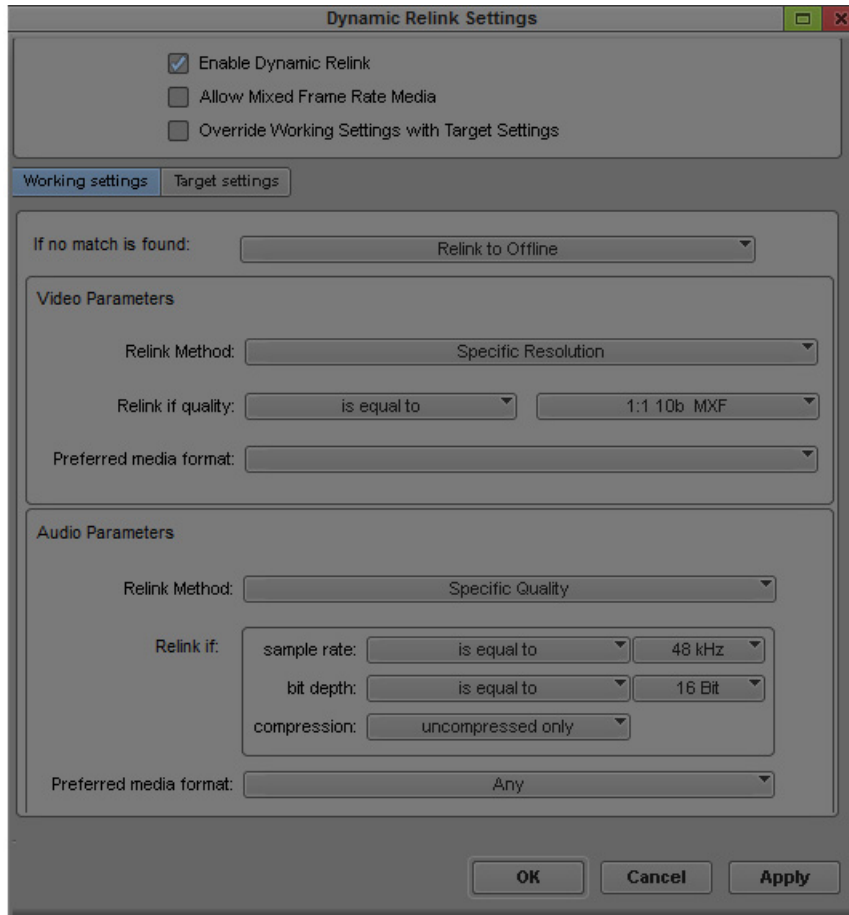 Dynamic Relink Settings
Enable Dynamic Relink
Allow Mixed Frame Rate Media
Override Working Settings with Target Settings
Working settings Target settings
If no match is found: Relink to Offline
Video Parameters
Relink Method: Specific Resolution
Relink if quality: is equal to 1:1 10b MXF
Preferred media format:
Audio Parameters
Relink Method: Specific Quality
Relink if: sample rate: is equal to 48 kHz
bit depth: is equal to 16 Bit
compression: uncompressed only
Preferred media format: Any
OK Cancel Apply